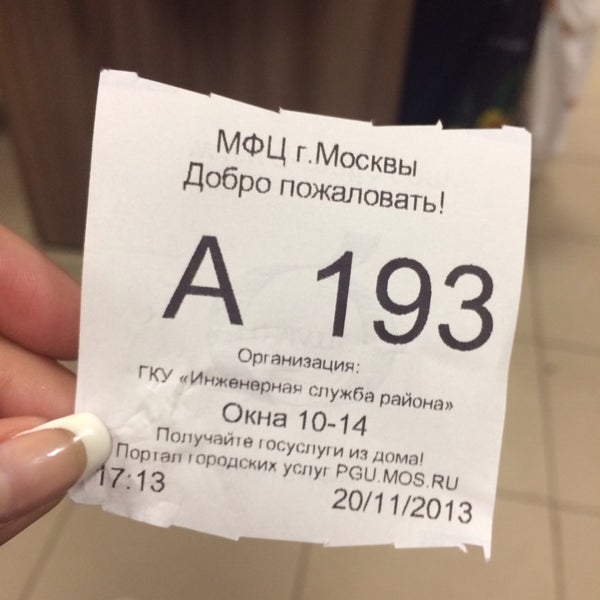 МФЦ г.Москвы
Добро пожаловать!
А 193
Организация:
ГКУ «Инженерная служба района»
Окна 10-14
Получайте госуслуги из дома!
Портал городских услуг PGU.MOS.RU
17:13 20/11/2013